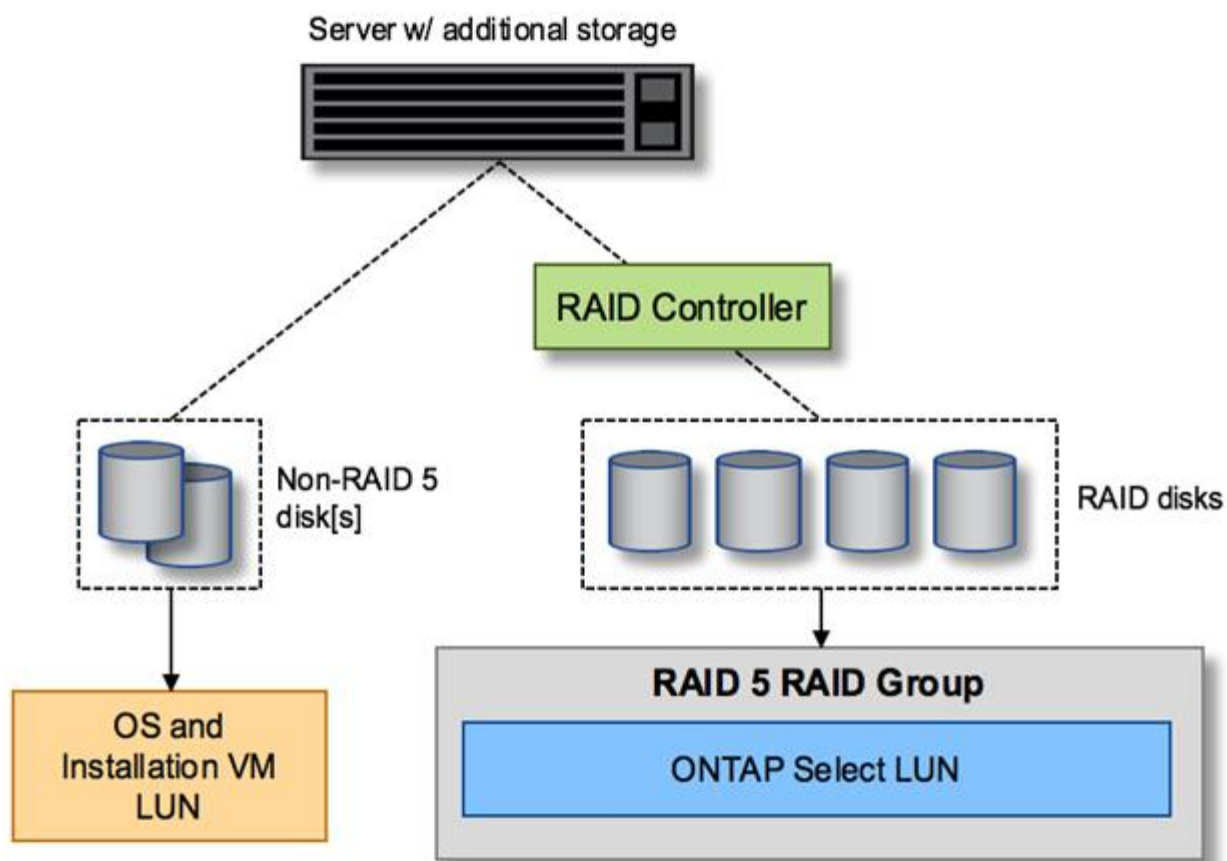 Server w/ additional storage
RAID Controller
Non-RAID 5
disk[s]
RAID disks
OS and
Installation VM
LUN
RAID 5 RAID Group
ONTAP Select LUN